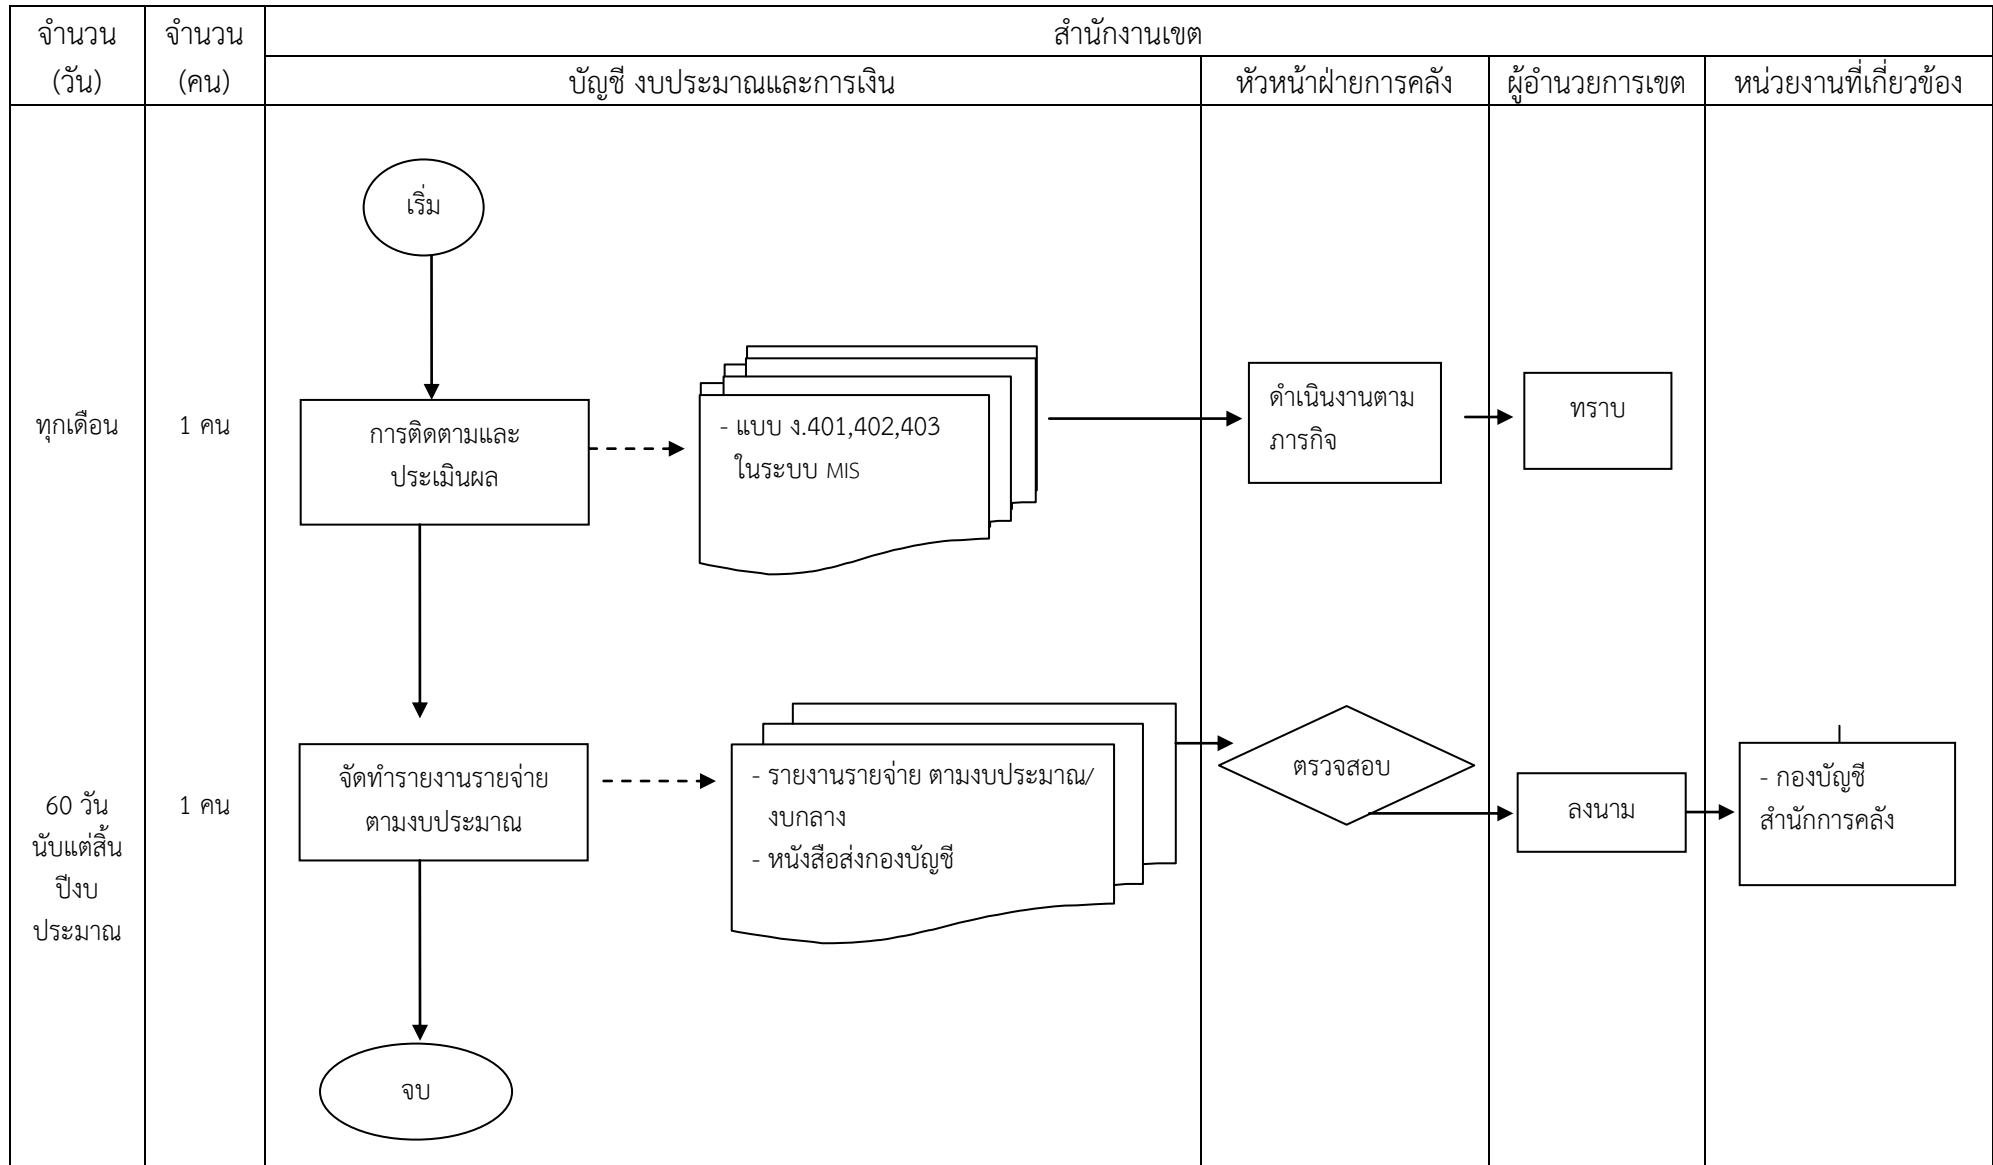 จำนวน
(วัน)
จำนวน
(คน)
สำนักงานเขต
บัญชี งบประมาณและการเงิน
หัวหน้าฝ่ายการคลัง
ผู้อำนวยการเขต
หน่วยงานที่เกี่ยวข้อง
เริ่ม
ทุกเดือน
1 คน
การติดตามและ
ประเมินผล
- แบบ ง.401,402,403
ในระบบ MIS
ดำเนินงานตาม
ภารกิจ
ทราบ
60 วัน
นับแต่สิ้น
ปีงบ
ประมาณ
1 คน
จัดทำรายงานรายจ่าย
ตามงบประมาณ
- รายงานรายจ่าย ตามงบประมาณ/
งบกลาง
- หนังสือส่งกองบัญชี
ตรวจสอบ
ลงนาม
- กองบัญชี
สำนักการคลัง
จบ